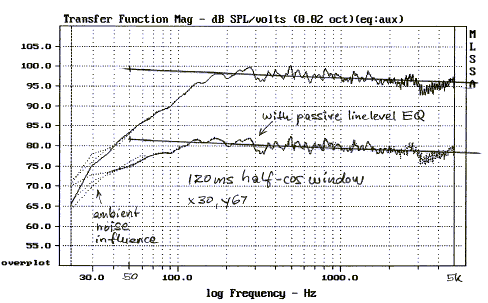 Transfer Function Mag - dB SPL/volts (0.02 oct)(eq:aux)
MLSSA
105.0
100.0
95.0
90.0
85.0
80.0
75.0
70.0
65.0
60.0
55.0
with passive line level EQ
120ms half-cos window
x30, y67
ambient
noise
influence
overplot
30.0 50 100.0 1000.0 5K
log Frequency - Hz